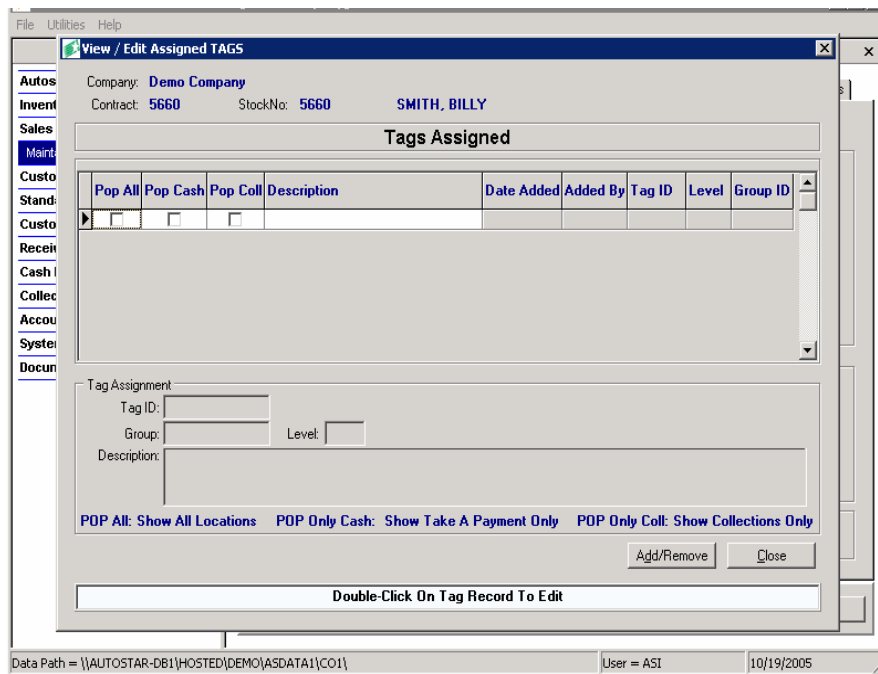 File Utilities Help
View / Edit Assigned TAGS
Company: Demo Company
Contract: 5660 StockNo: 5660 SMITH, BILLY
Tags Assigned
Pop All Pop Cash Pop Coll Description Date Added Added By Tag ID Level Group ID
Autos
Invent
Sales
Maint
Custo
Stand
Custo
Receiv
Cash
Collec
Accou
Syste
Docun
Tag Assignment
Tag ID:
Group: Level:
Description:
POP All: Show All Locations POP Only Cash: Show Take A Payment Only POP Only Coll: Show Collections Only
Add/Remove Close
Double-Click On Tag Record To Edit
Data Path = \\AUTOSTAR-DB1\HOSTED\DEMO\ASDATA1\CO1\ User = ASI 10/19/2005